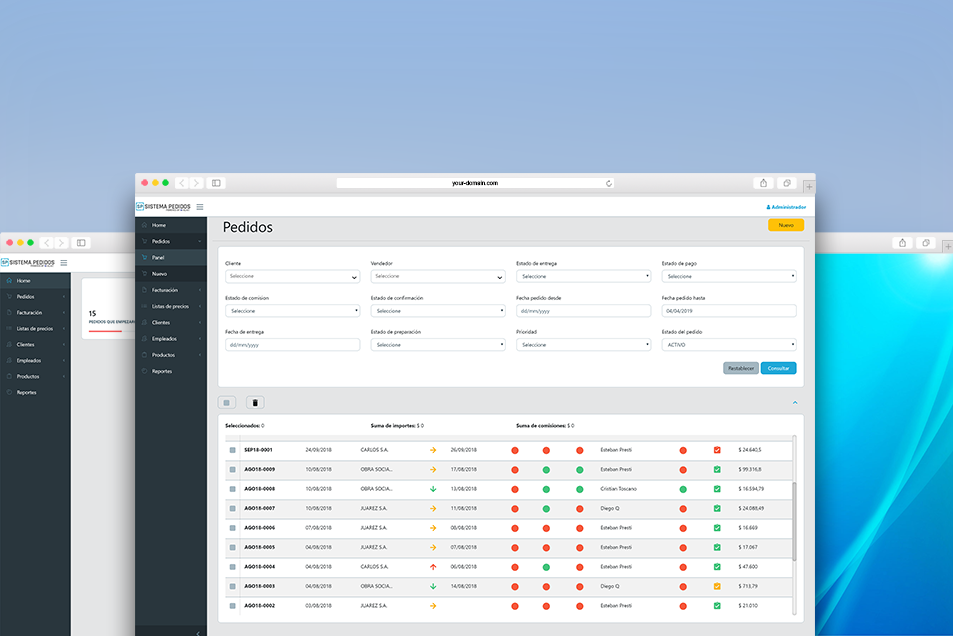 your-domain.com
SP SISTEMA PEDIDOS
Administrador
Home
Pedidos
Panel
Nuevo
Facturación
Listas de precios
Clientes
Empleados
Productos
Reportes
Pedidos
Nuevo
Cliente Vendedor Estado de entrega Estado de pago
Seleccione Seleccione Seleccione Seleccione
Estado de comision Estado de confirmación Fecha pedido desde Fecha pedido hasta
Seleccione Seleccione dd/mm/yyyy 04/04/2019
Fecha de entrega Estado de preparación Prioridad Estado del pedido
dd/mm/yyyy Seleccione Seleccione ACTIVO
Restablecer Consultar
Seleccionados: 0 Suma de importes: $ 0 Suma de comisiones: $ 0
SEP18-0001 24/09/2018 CARLOS S.A. 26/09/2018 Esteban Presti $ 24.640,5
AGO18-0009 10/08/2018 OBRA SOCIA... 17/08/2018 Esteban Presti $ 99.316,8
AGO18-0008 10/08/2018 OBRA SOCIA... 13/08/2018 Cristian Toscano $ 16.594,79
AGO18-0007 10/08/2018 JUAREZ S.A. 11/08/2018 Diego Q. $ 24.088,49
AGO18-0006 07/08/2018 JUAREZ S.A. 08/08/2018 Esteban Presti $ 16.669
AGO18-0005 04/08/2018 JUAREZ S.A. 07/08/2018 Esteban Presti $ 17.067
AGO18-0004 04/08/2018 CARLOS S.A. 06/08/2018 Esteban Presti $ 47.600
AGO18-0003 04/08/2018 OBRA SOCIA... 14/08/2018 Diego Q. $ 713,79
AGO18-0002 03/08/2018 JUAREZ S.A. Esteban Presti $ 21.010
SP SISTEMA PEDIDOS
Home
Pedidos
Facturación
Listas de precios
Clientes
Empleados
Productos
Reportes
15
PEDIDOS QUE EMPEZAR